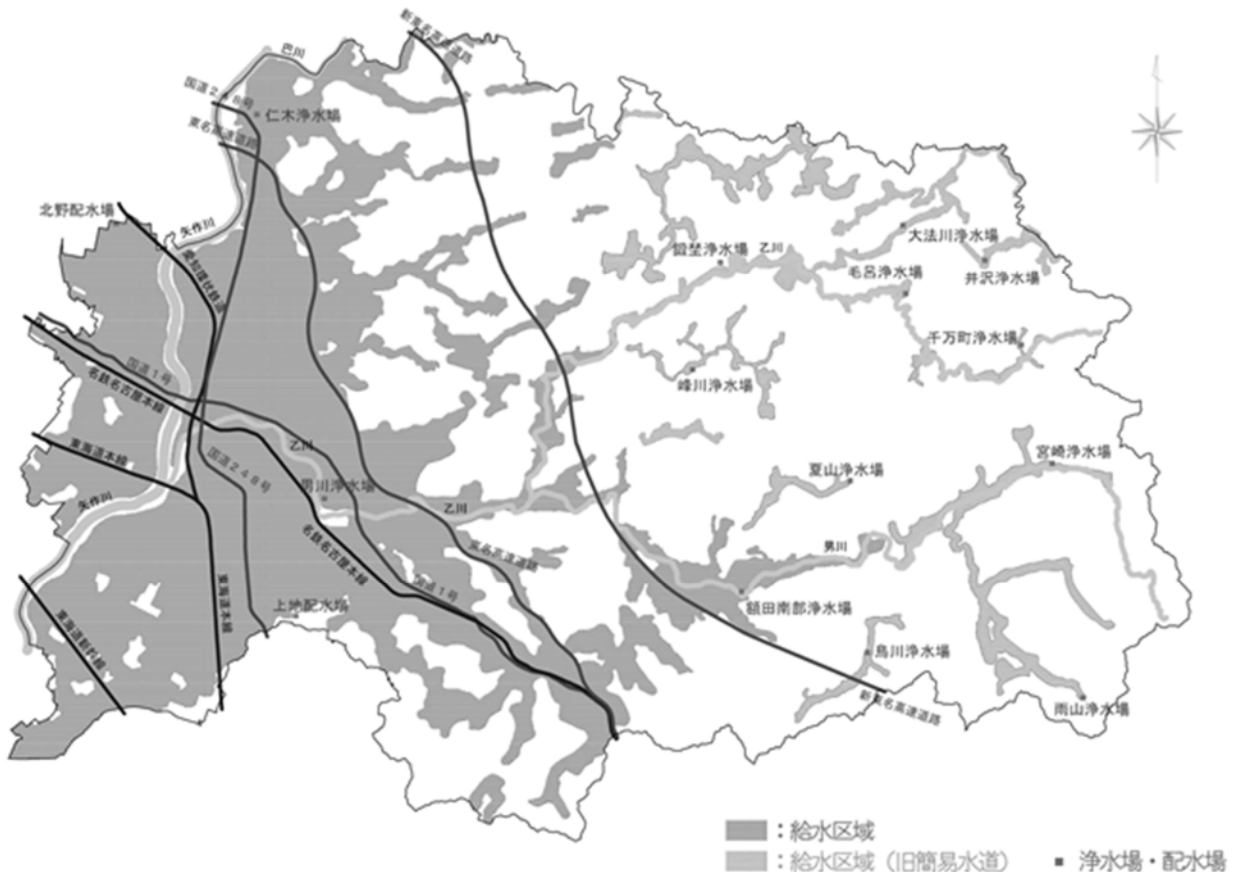 新東名高速道路
巴川
国道248号
仁木浄水場
東名高速道路
北野配水場
矢作川
愛知環状鉄道
大法川浄水場
乙川
井沢浄水場
毛呂浄水場
千万町浄水場
国道1号
名鉄名古屋本線
峰川浄水場
東海道本線
乙川
国道248号
宮崎浄水場
夏山浄水場
男川浄水場
矢作川
乙川
名鉄名古屋本線
東名高速道路
男川
国道1号
額田南部浄水場
上地配水場
東海道本線
東海道新幹線
鳥川浄水場
新東名高速道路
雨山浄水場
：給水区域
：給水区域（旧簡易水道）
：浄水場・配水場